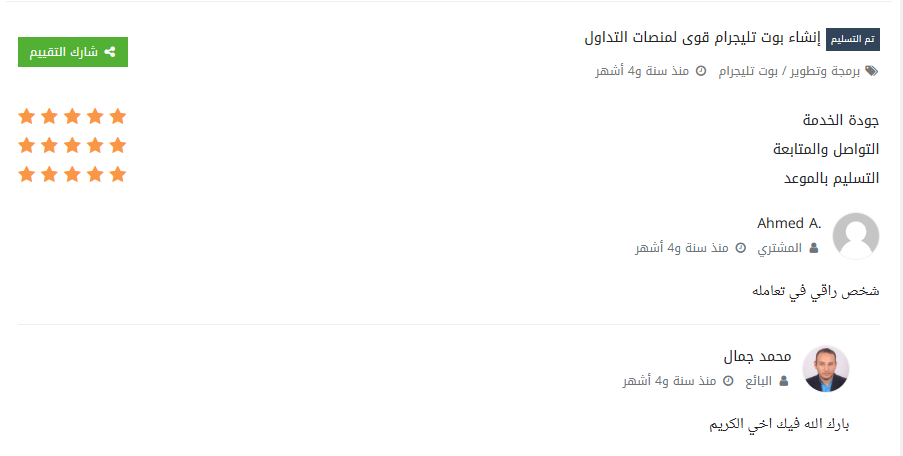 تم التسليم إنشاء بوت تليجرام قوى لمنصات التداول
شارك التقييم
برمجة وتطوير / بوت تليجرام منذ سنة و4 أشهر
جودة الخدمة
التواصل والمتابعة
التسليم بالموعد
Ahmed A.
المشتري منذ سنة و4 أشهر
شخص راقي في تعامله
محمد جمال
البائع منذ سنة و4 أشهر
بارك الله فيك اخي الكريم